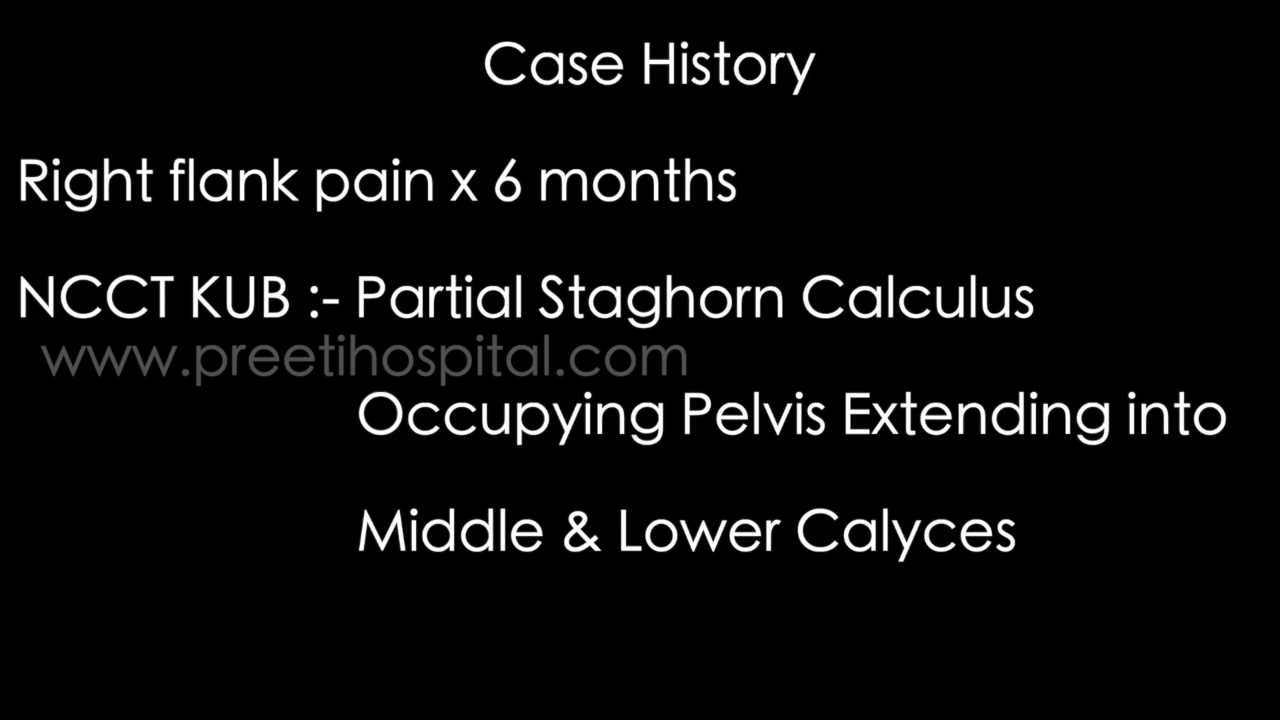 Case History
Right flank pain x 6 months
NCCT KUB :- Partial Staghorn Calculus
www.preetihospital.com
Occupying Pelvis Extending into
Middle & Lower Calyces